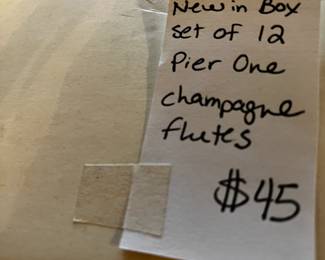 New in Box
set of 12
Pier One
champagne
flutes
$45